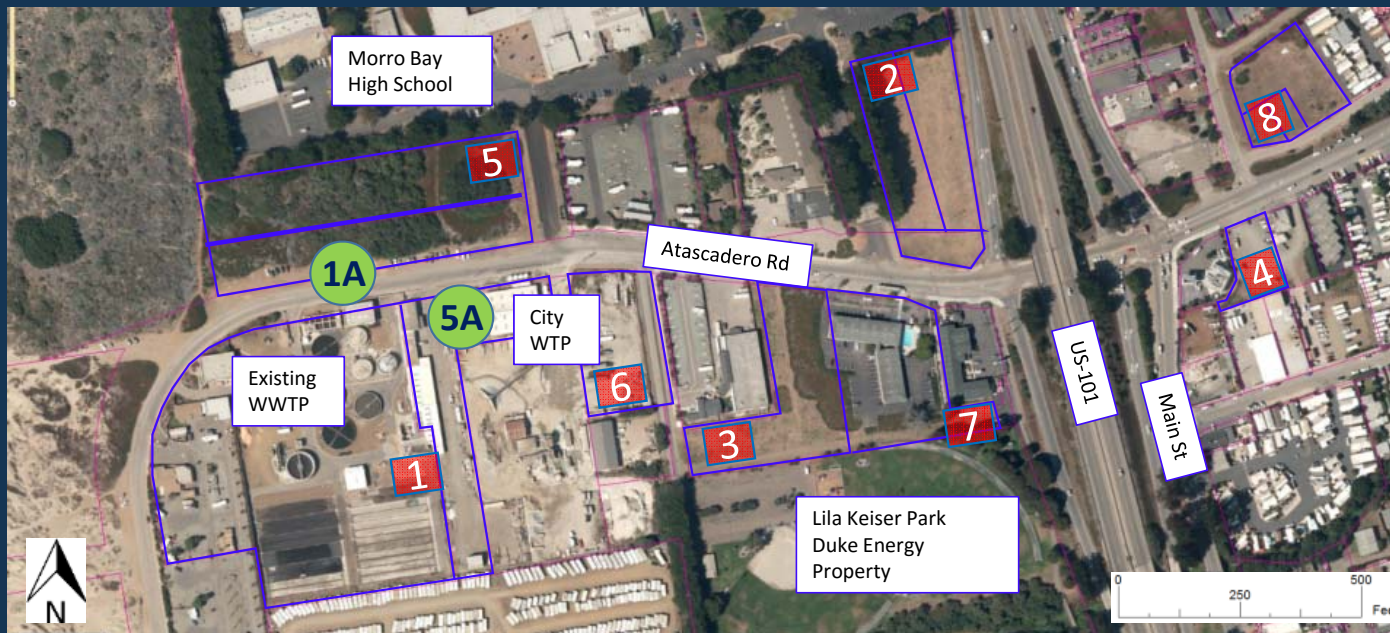 Morro Bay
High School
2
8
5
Atascadero Rd
4
1A
5A
City
WTP
Existing
WWTP
6
US-101
Main St
3
7
1
Lila Keiser Park
Duke Energy
Property
N
0
500
250
Fee